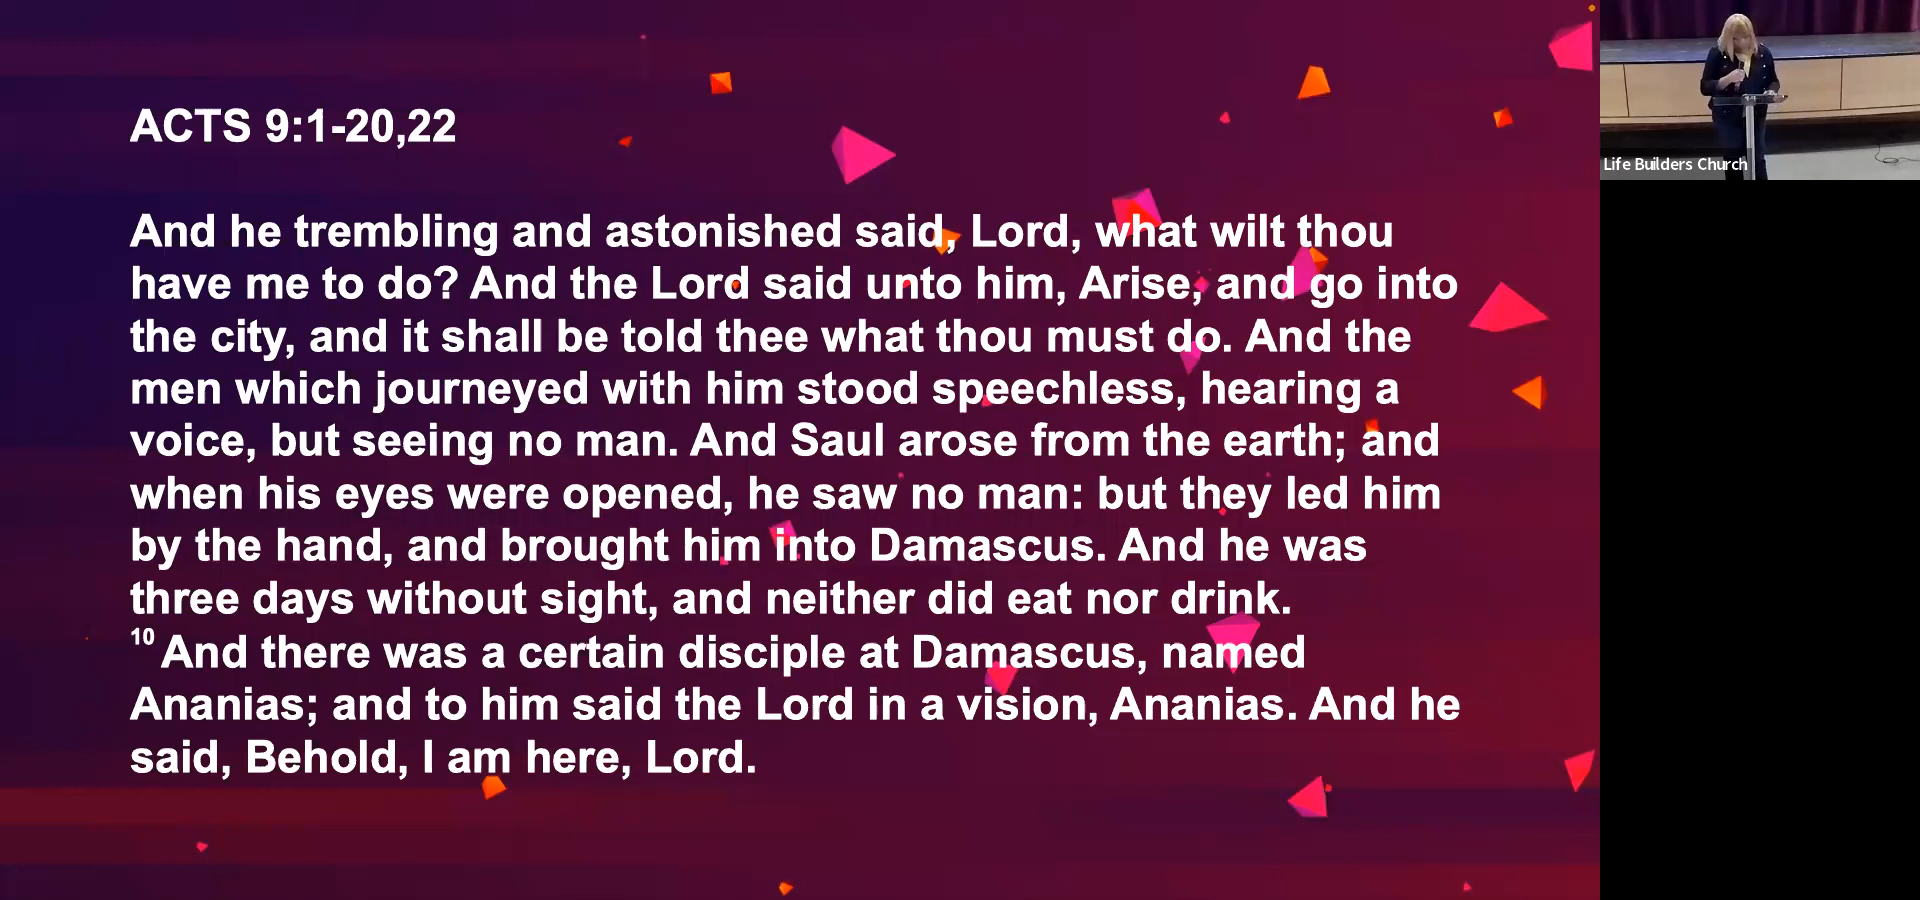 ACTS 9:1-20,22
And he trembling and astonished said, Lord, what wilt thou
have me to do? And the Lord said unto him, Arise, and go into
the city, and it shall be told thee what thou must do. And the
men which journeyed with him stood speechless, hearing a
voice, but seeing no man. And Saul arose from the earth; and
when his eyes were opened, he saw no man: but they led him
by the hand, and brought him into Damascus. And he was
three days without sight, and neither did eat nor drink.
10 And there was a certain disciple at Damascus, named
Ananias; and to him said the Lord in a vision, Ananias. And he
said, Behold, I am here, Lord.
Life Builders Church